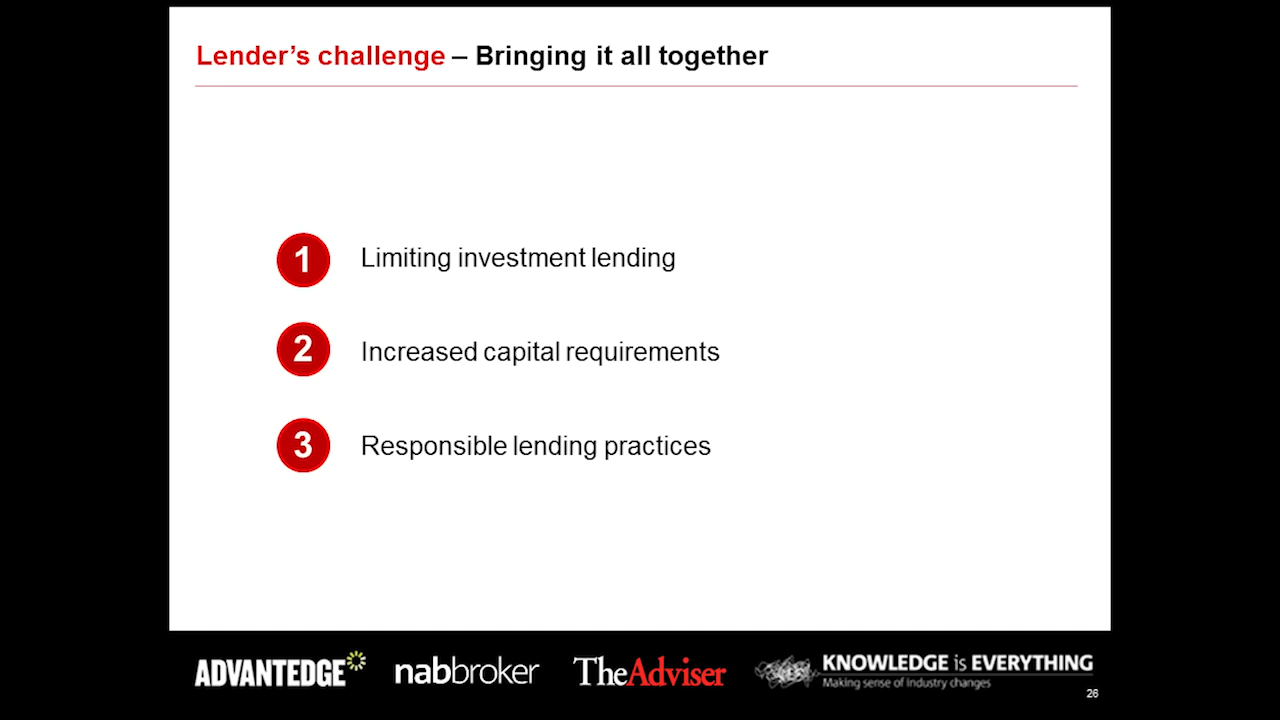 Lender’s challenge – Bringing it all together
1 Limiting investment lending
2 Increased capital requirements
3 Responsible lending practices
ADVANTEDGE nabbroker TheAdviser KNOWLEDGE is EVERYTHING
Making sense of industry changes
26